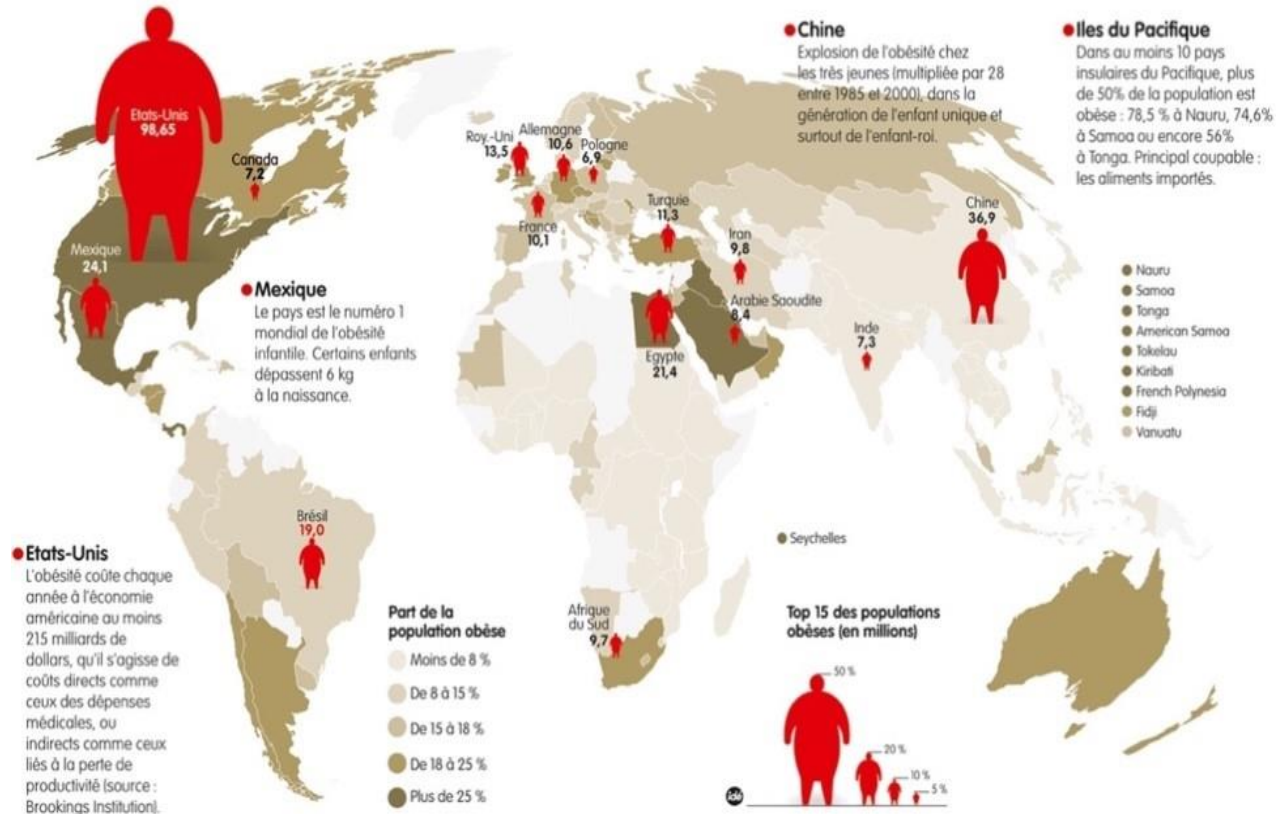 Etats-Unis
98,65
Canada
7,2
Mexique
24,1
●Mexique
Le pays est le numéro 1
mondial de l'obésité
infantile. Certains enfants
dépassent 6 kg
à la naissance.
Roy.-Uni
13,5
Allemagne
10,6
Pologne
6,9
France
10,1
Turquie
11,3
Iran
9,8
Arabie Saoudite
8,4
Egypte
21,4
Inde
7,3
Chine
36,9
●Chine
Explosion de l'obésité chez
les très jeunes (multipliée par 28
entre 1985 et 2000), dans la
génération de l'enfant unique et
surtout de l'enfant-roi.
●Iles du Pacifique
Dans au moins 10 pays
insulaires du Pacifique, plus
de 50% de la population est
obèse : 78,5 % à Nauru, 74,6%
à Samoa ou encore 56%
à Tonga. Principal coupable :
les aliments importés.
Nauru
Samoa
Tonga
American Samoa
Tokelau
Kiribati
French Polynesia
Fidji
Vanuatu
Brésil
19,0
●Etats-Unis
L'obésité coûte chaque
année à l'économie
américaine au moins
215 milliards de
dollars, qu'il s'agisse de
coûts directs comme
ceux des dépenses
médicales, ou
indirects comme ceux
liés à la perte de
productivité (source :
Brookings Institution).
Part de la
population obèse
Moins de 8 %
De 8 à 15 %
De 15 à 18 %
De 18 à 25 %
Plus de 25 %
Afrique
du Sud
9,7
Seychelles
Top 15 des populations
obèses (en millions)
50 %
20 %
10 %
5 %
idé